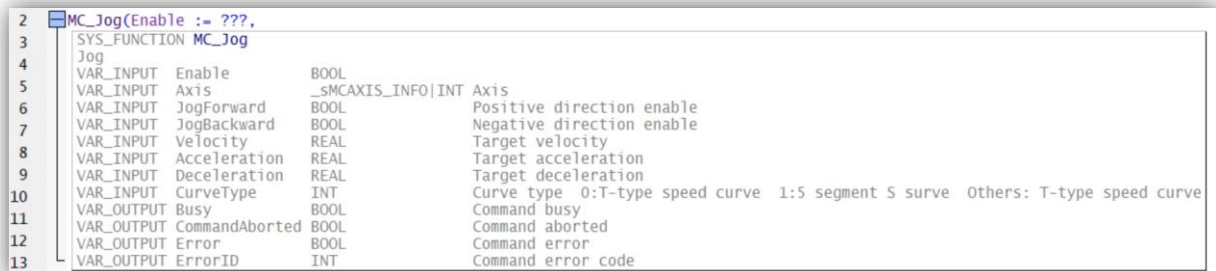 2 MC_Jog(Enable := ???,
3 SYS_FUNCTION MC_Jog
4 Jog
5 VAR_INPUT Enable BOOL
VAR_INPUT Axis _sMCAXIS_INFO|INT Axis
6 VAR_INPUT JogForward BOOL Positive direction enable
7 VAR_INPUT JogBackward BOOL Negative direction enable
8 VAR_INPUT Velocity REAL Target velocity
VAR_INPUT Acceleration REAL Target acceleration
9 VAR_INPUT Deceleration REAL Target deceleration
10 VAR_INPUT CurveType INT Curve type 0:T-type speed curve 1:5 segment S surve Others: T-type speed curve
11 VAR_OUTPUT Busy BOOL Command busy
VAR_OUTPUT CommandAborted BOOL Command aborted
12 VAR_OUTPUT Error BOOL Command error
13 VAR_OUTPUT ErrorID INT Command error code